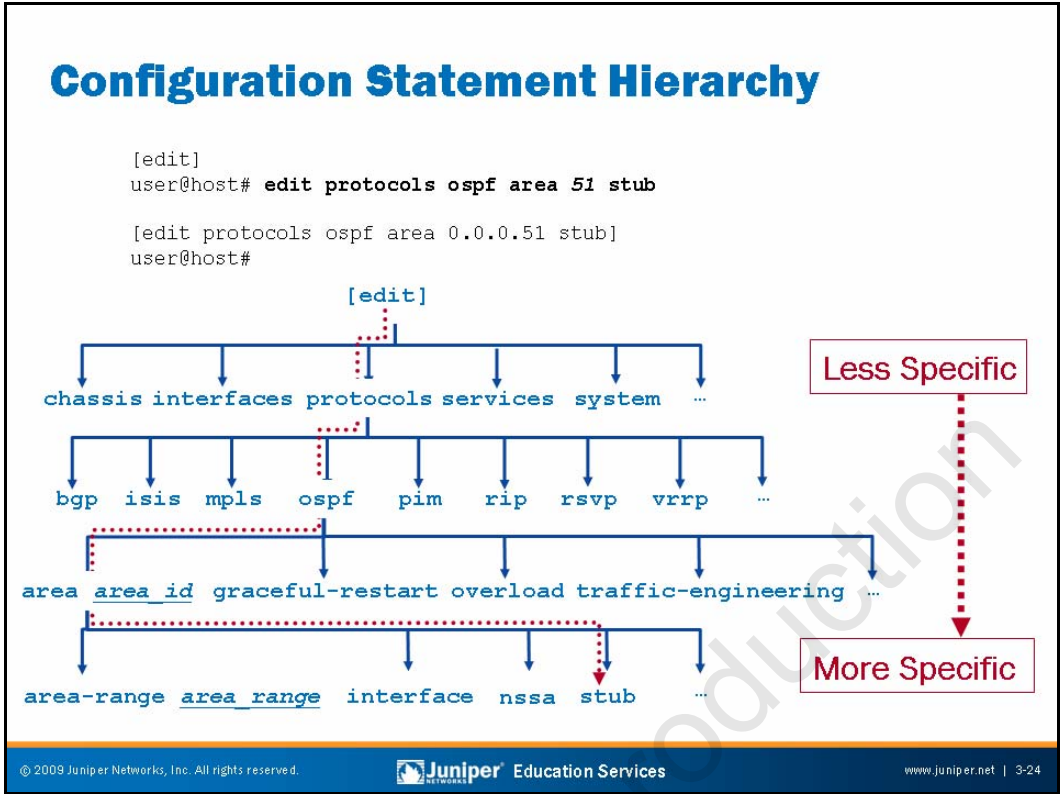 Configuration Statement Hierarchy
[edit]
user@host# edit protocols ospf area 51 stub
[edit protocols ospf area 0.0.0.51 stub]
user@host#
[edit]
Less Specific
chassis interfaces protocols services system …
bgp isis mpls ospf pim rip rsvp vrrp …
area area_id graceful-restart overload traffic-engineering …
More Specific
area-range area_range interface nssa stub …
roduction
© 2009 Juniper Networks, Inc. All rights reserved.
Juniper NETWORKS Education Services
www.juniper.net | 3-24